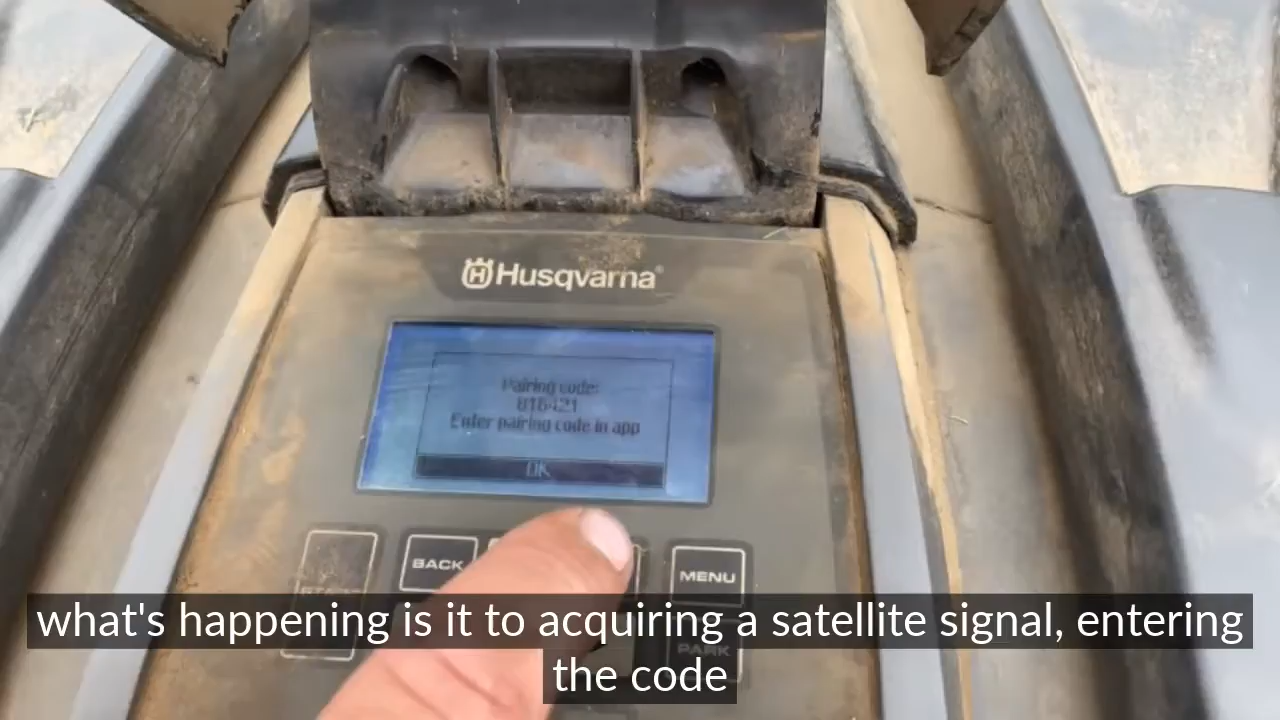 Husqvarna
Pairing code:
816421
Enter pairing code in app
OK
BACK
MENU
PARK
what's happening is it to acquiring a satellite signal, entering
the code